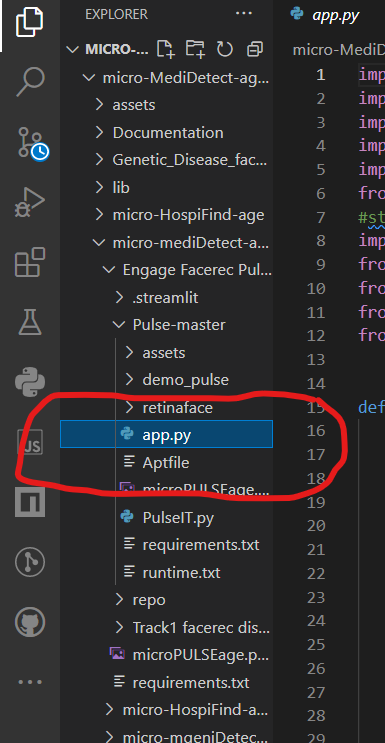 EXPLORER
...
app.py
MICRO-...
micro-MediD
micro-MediDetect-ag...
assets
Documentation
Genetic_Disease_fac...
lib
micro-HospiFind-age
micro-mediDetect-a...
Engage Facerec Pul...
.streamlit
Pulse-master
assets
demo_pulse
retinaface
app.py
Aptfile
microPULSEage....
PulseIT.py
requirements.txt
runtime.txt
repo
Track1 facerec dis...
microPULSEage.p...
requirements.txt
micro-HospiFind-a...
micro-mgeniDetec...
JS
1 imp
2 imp
3 imp
4 imp
5 imp
6 fro
7 #st
8 imp
9 fro
10 fro
11 fro
12 fro
13
14
15 def
16
17
18
19
20
21
22
23
24
25
26
27
28
29